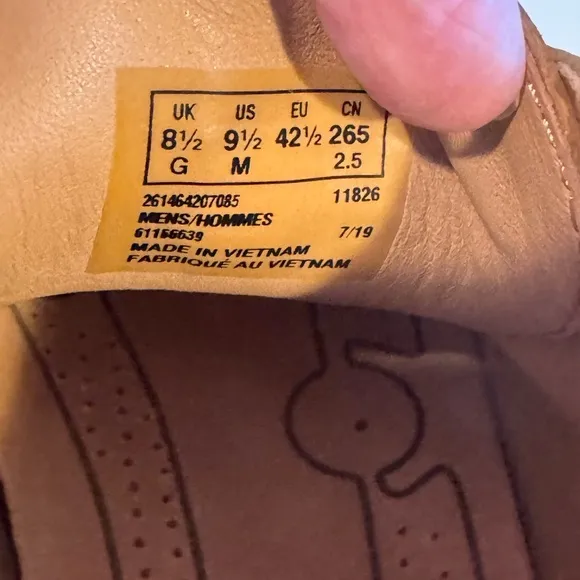 UK US EU CN
8½ 9½ 42½ 265
G M 2.5
261464207085 11826
MENS/HOMMES
61156639 7/19
MADE IN VIETNAM
FABRIQUÉ AU VIETNAM